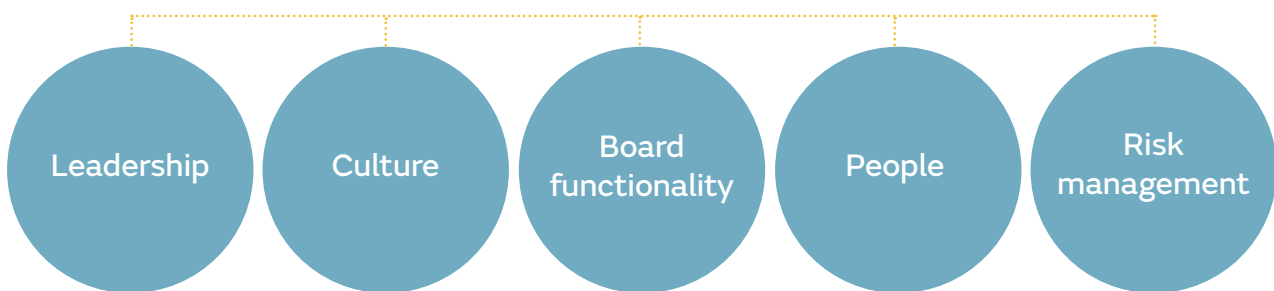 Leadership
Culture
Board
functionality
People
Risk
management